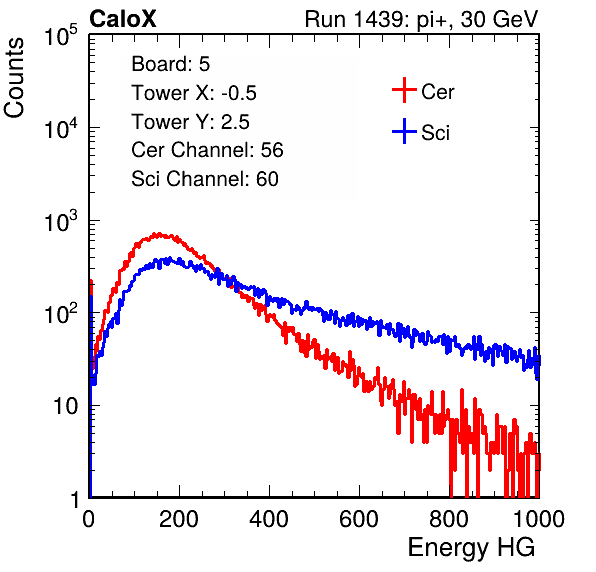 CaloX Run 1439: pi+, 30 GeV
Counts
Board: 5
Tower X: -0.5
Tower Y: 2.5
Cer Channel: 56
Sci Channel: 60
Cer
Sci
10^5
10^4
10^3
10^2
10
1
0 200 400 600 800 1000
Energy HG